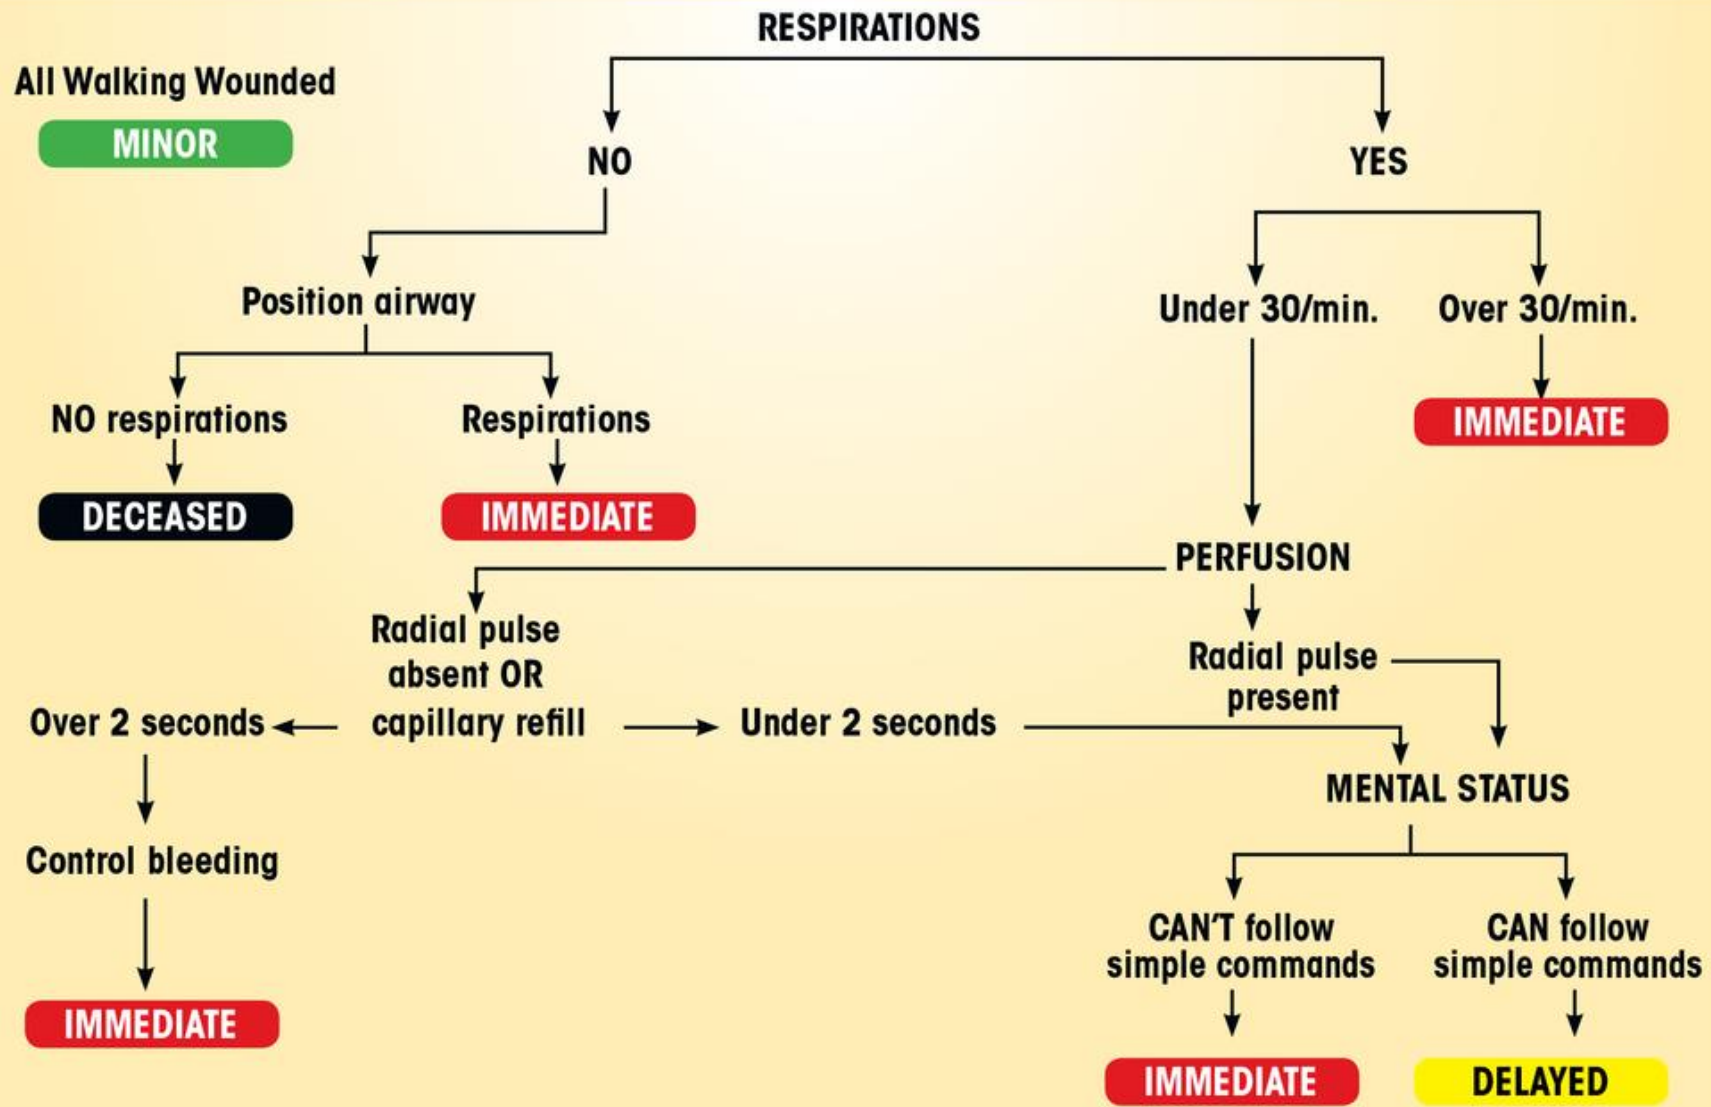 RESPIRATIONS
All Walking Wounded
MINOR
NO
YES
Position airway
Under 30/min.
Over 30/min.
NO respirations
Respirations
IMMEDIATE
DECEASED
IMMEDIATE
PERFUSION
Radial pulse
absent OR
capillary refill
Radial pulse
present
Over 2 seconds
Under 2 seconds
MENTAL STATUS
Control bleeding
CAN'T follow
simple commands
CAN follow
simple commands
IMMEDIATE
IMMEDIATE
DELAYED